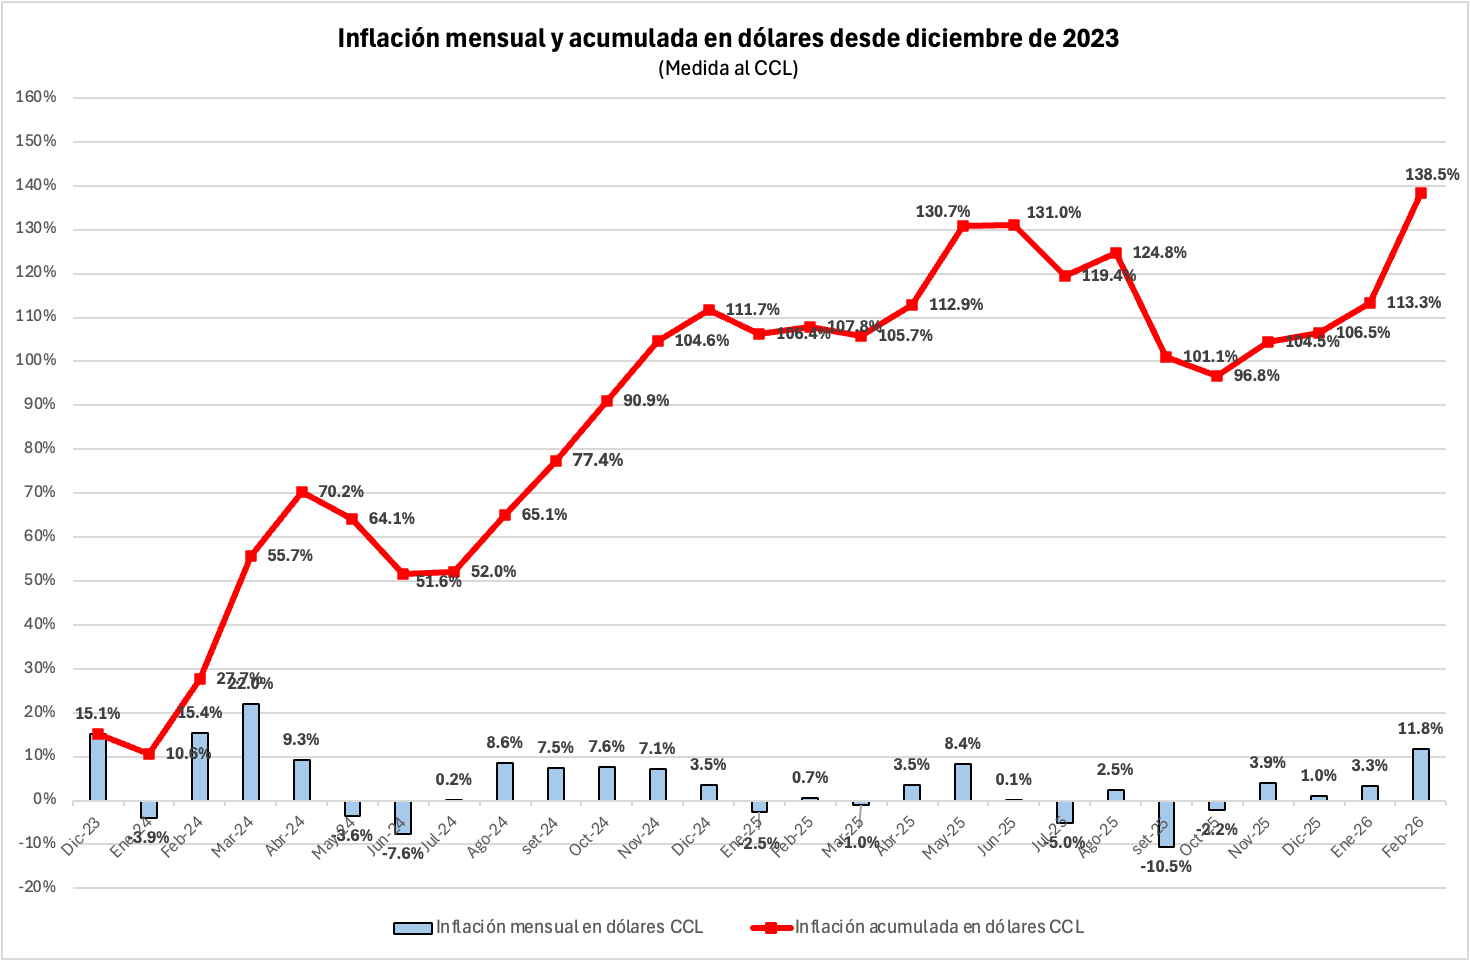 Inflación mensual y acumulada en dólares desde diciembre de 2023
(Medida al CCL)
160%
150%
140%
130%
120%
110%
100%
90%
80%
70%
60%
50%
40%
30%
20%
10%
0%
-10%
-20%
15.1%
10.6%
27.7%
55.7%
70.2%
64.1%
51.6%
52.0%
65.1%
77.4%
90.9%
104.6%
111.7%
106.4%
107.8%
105.7%
112.9%
130.7%
131.0%
119.4%
124.8%
101.1%
96.8%
104.5%
106.5%
113.3%
138.5%
-3.9%
15.4%
22.0%
9.3%
-3.6%
-7.6%
0.2%
8.6%
7.5%
7.6%
7.1%
3.5%
-2.5%
0.7%
-1.0%
3.5%
8.4%
0.1%
-5.0%
2.5%
-10.5%
-2.2%
3.9%
1.0%
3.3%
11.8%
Dic-23
Ene-24
Feb-24
Mar-24
Abr-24
May-24
Jun-24
Jul-24
Ago-24
set-24
Oct-24
Nov-24
Dic-24
Ene-25
Feb-25
Mar-25
Abr-25
May-25
Jun-25
Jul-25
Ago-25
set-25
Oct-25
Nov-25
Dic-25
Ene-26
Feb-26
Inflación mensual en dólares CCL
Inflación acumulada en dólares CCL